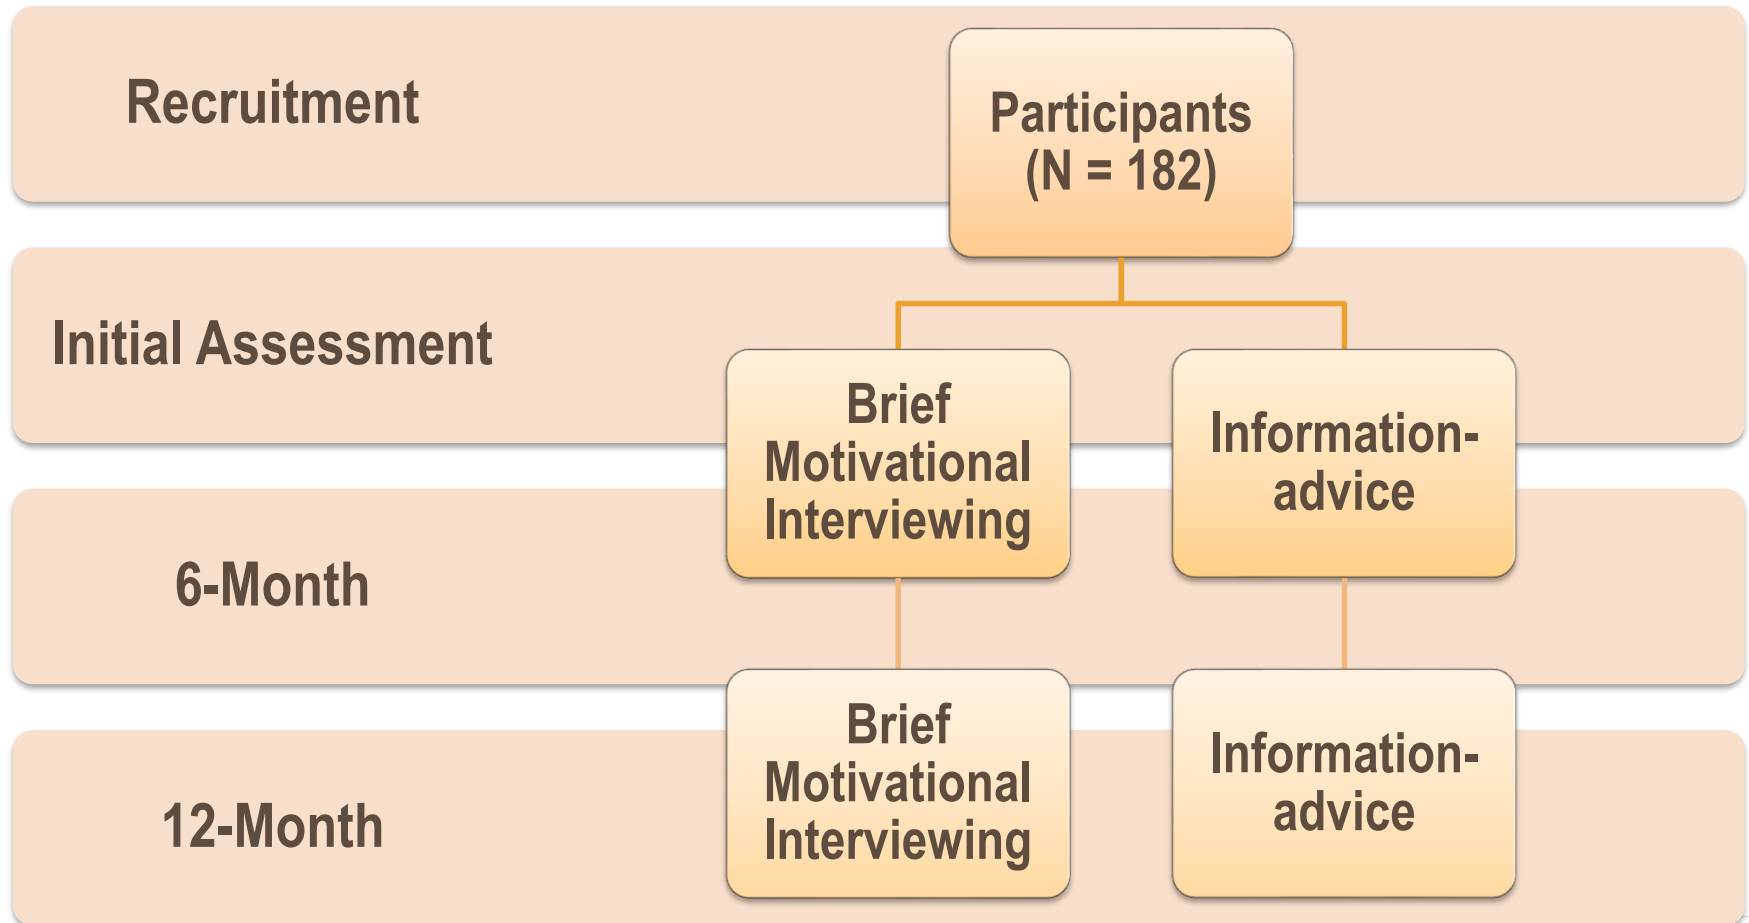 Recruitment
Participants
(N = 182)
Initial Assessment
Brief
Motivational
Interviewing
Information-
advice
6-Month
Brief
Motivational
Interviewing
Information-
advice
12-Month